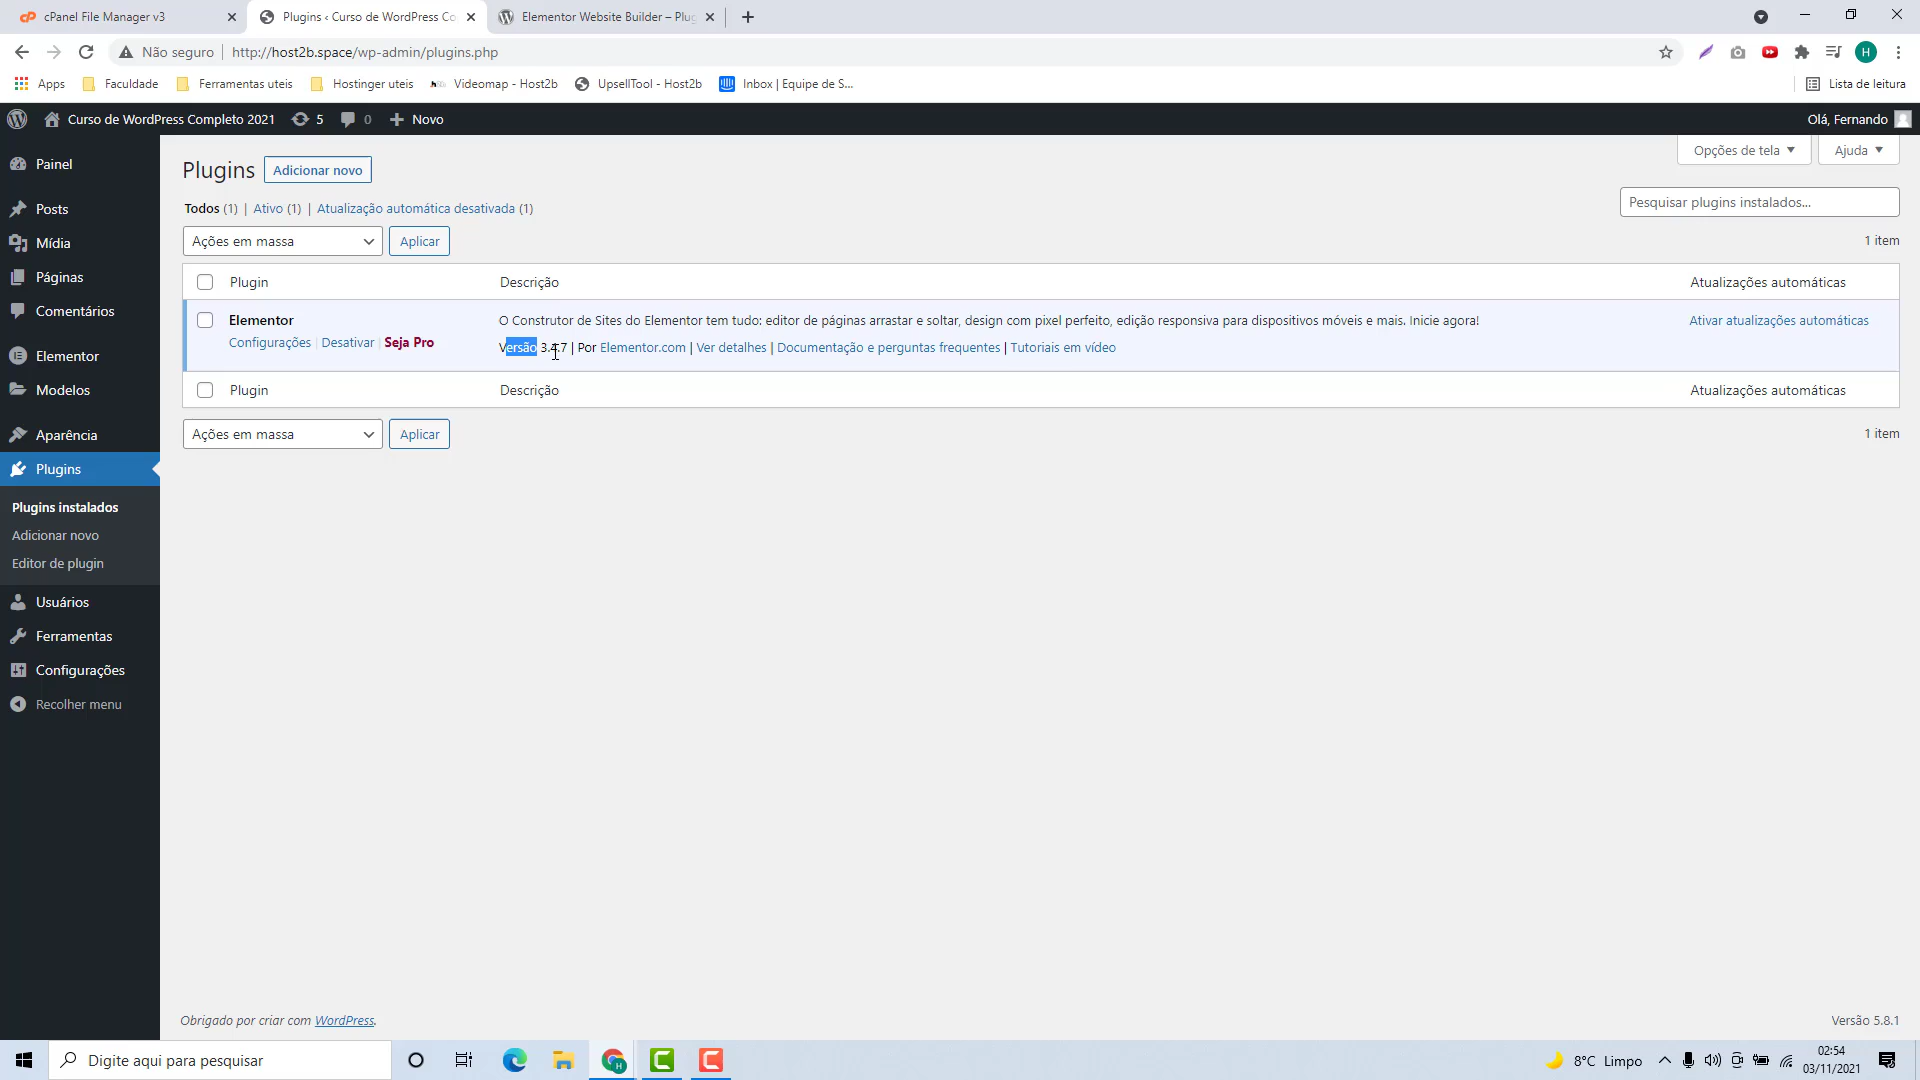 cPanel File Manager v3
Plugins ‹ Curso de WordPress Co
Elementor Website Builder – Plug
Não seguro | http://host2b.space/wp-admin/plugins.php
Apps
Faculdade
Ferramentas uteis
Hostinger uteis
Videomap - Host2b
UpsellTool - Host2b
Inbox | Equipe de S...
Lista de leitura
Curso de WordPress Completo 2021
5
0
Novo
Olá, Fernando
Painel
Posts
Mídia
Páginas
Comentários
Elementor
Modelos
Aparência
Plugins
Plugins instalados
Adicionar novo
Editor de plugin
Usuários
Ferramentas
Configurações
Recolher menu
Plugins
Adicionar novo
Opções de tela
Ajuda
Todos (1) | Ativo (1) | Atualização automática desativada (1)
Pesquisar plugins instalados...
Ações em massa
Aplicar
1 item
Plugin
Descrição
Atualizações automáticas
Elementor
Configurações | Desativar | Seja Pro
O Construtor de Sites do Elementor tem tudo: editor de páginas arrastar e soltar, design com pixel perfeito, edição responsiva para dispositivos móveis e mais. Inicie agora!
Versão 3.4.7 | Por Elementor.com | Ver detalhes | Documentação e perguntas frequentes | Tutoriais em vídeo
Ativar atualizações automáticas
Plugin
Descrição
Atualizações automáticas
Ações em massa
Aplicar
1 item
Obrigado por criar com WordPress.
Versão 5.8.1
Digite aqui para pesquisar
8°C Limpo
02:54
03/11/2021